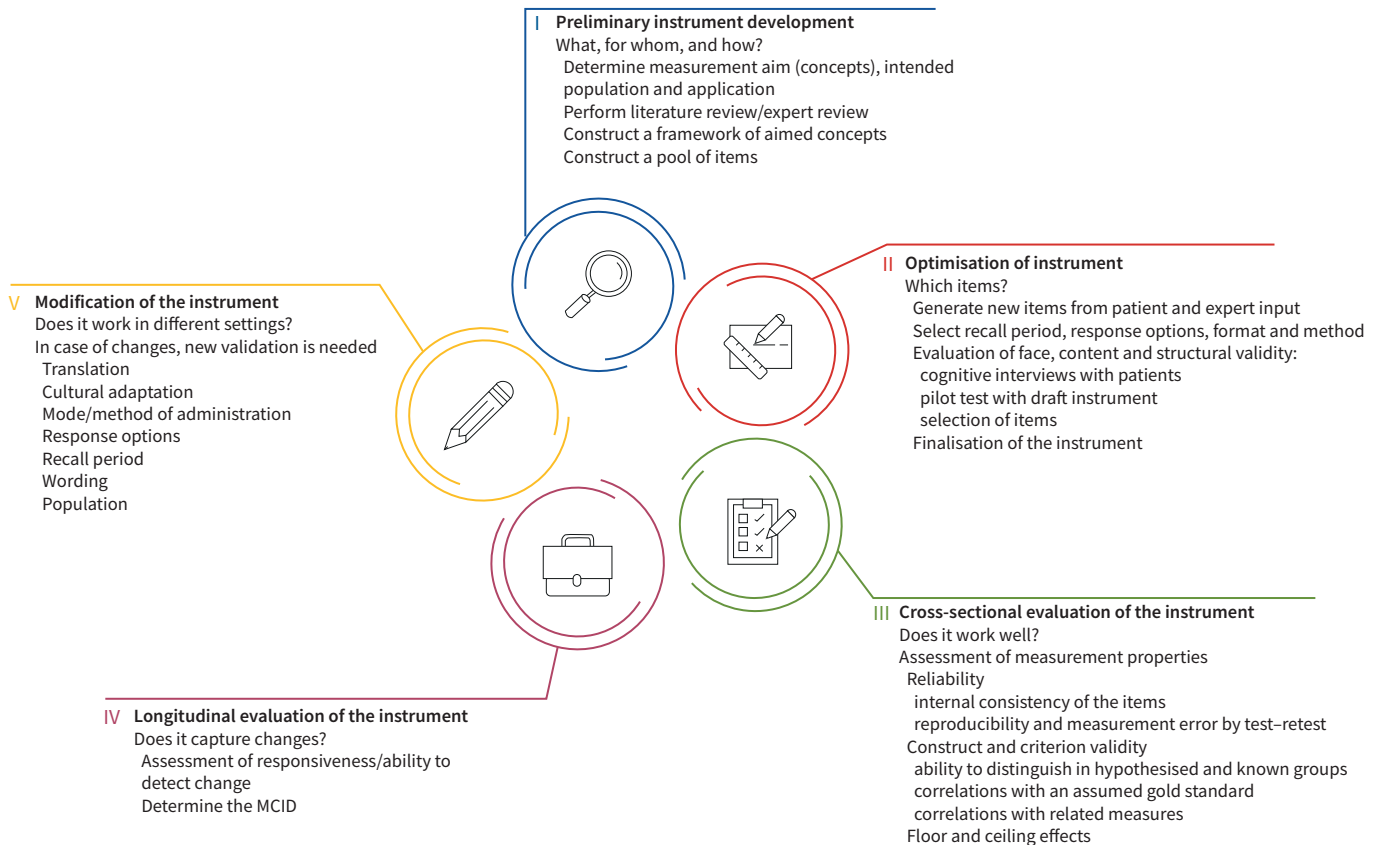 I Preliminary instrument development
What, for whom, and how?
Determine measurement aim (concepts), intended
population and application
Perform literature review/expert review
Construct a framework of aimed concepts
Construct a pool of items
II Optimisation of instrument
Which items?
Generate new items from patient and expert input
Select recall period, response options, format and method
Evaluation of face, content and structural validity:
cognitive interviews with patients
pilot test with draft instrument
selection of items
Finalisation of the instrument
III Cross-sectional evaluation of the instrument
Does it work well?
Assessment of measurement properties
Reliability
internal consistency of the items
reproducibility and measurement error by test–retest
Construct and criterion validity
ability to distinguish in hypothesised and known groups
correlations with an assumed gold standard
correlations with related measures
Floor and ceiling effects
IV Longitudinal evaluation of the instrument
Does it capture changes?
Assessment of responsiveness/ability to
detect change
Determine the MCID
V Modification of the instrument
Does it work in different settings?
In case of changes, new validation is needed
Translation
Cultural adaptation
Mode/method of administration
Response options
Recall period
Wording
Population